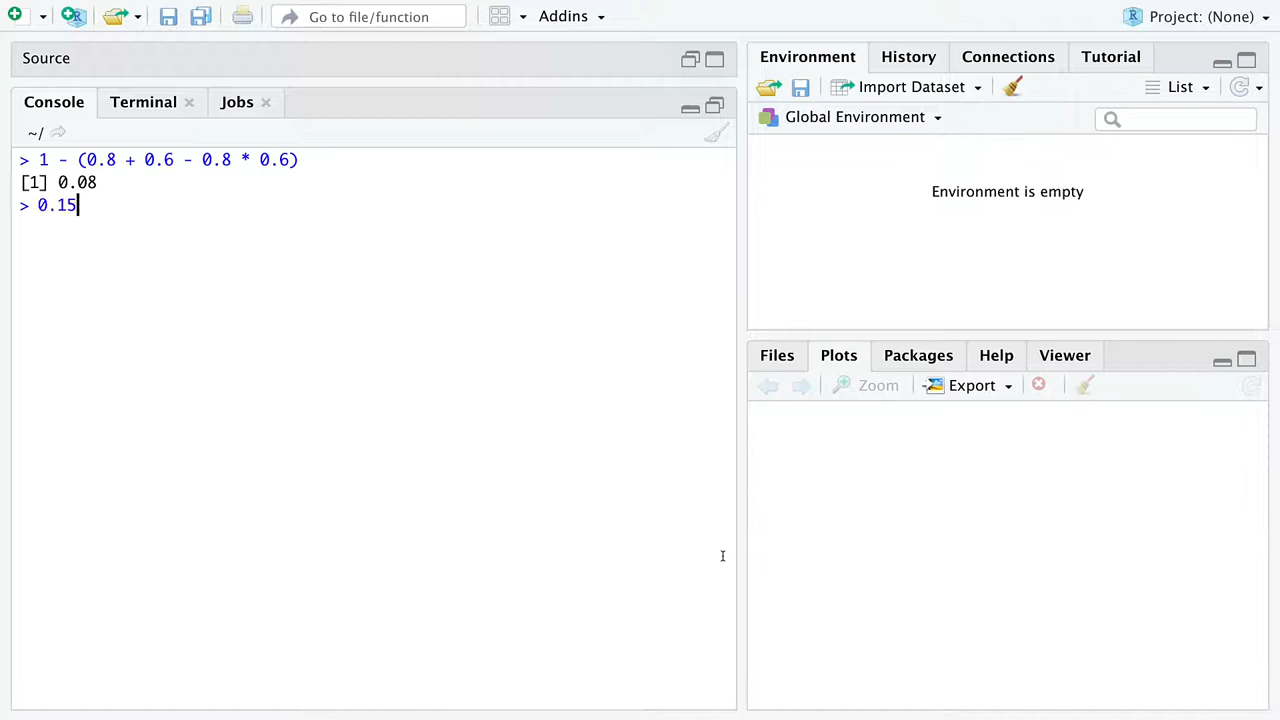 Go to file/function
Addins
Project: (None)
Source
Console
Terminal
Jobs
~/
> 1 - (0.8 + 0.6 - 0.8 * 0.6)
[1] 0.08
> 0.15
Environment
History
Connections
Tutorial
Import Dataset
List
Global Environment
Environment is empty
Files
Plots
Packages
Help
Viewer
Zoom
Export